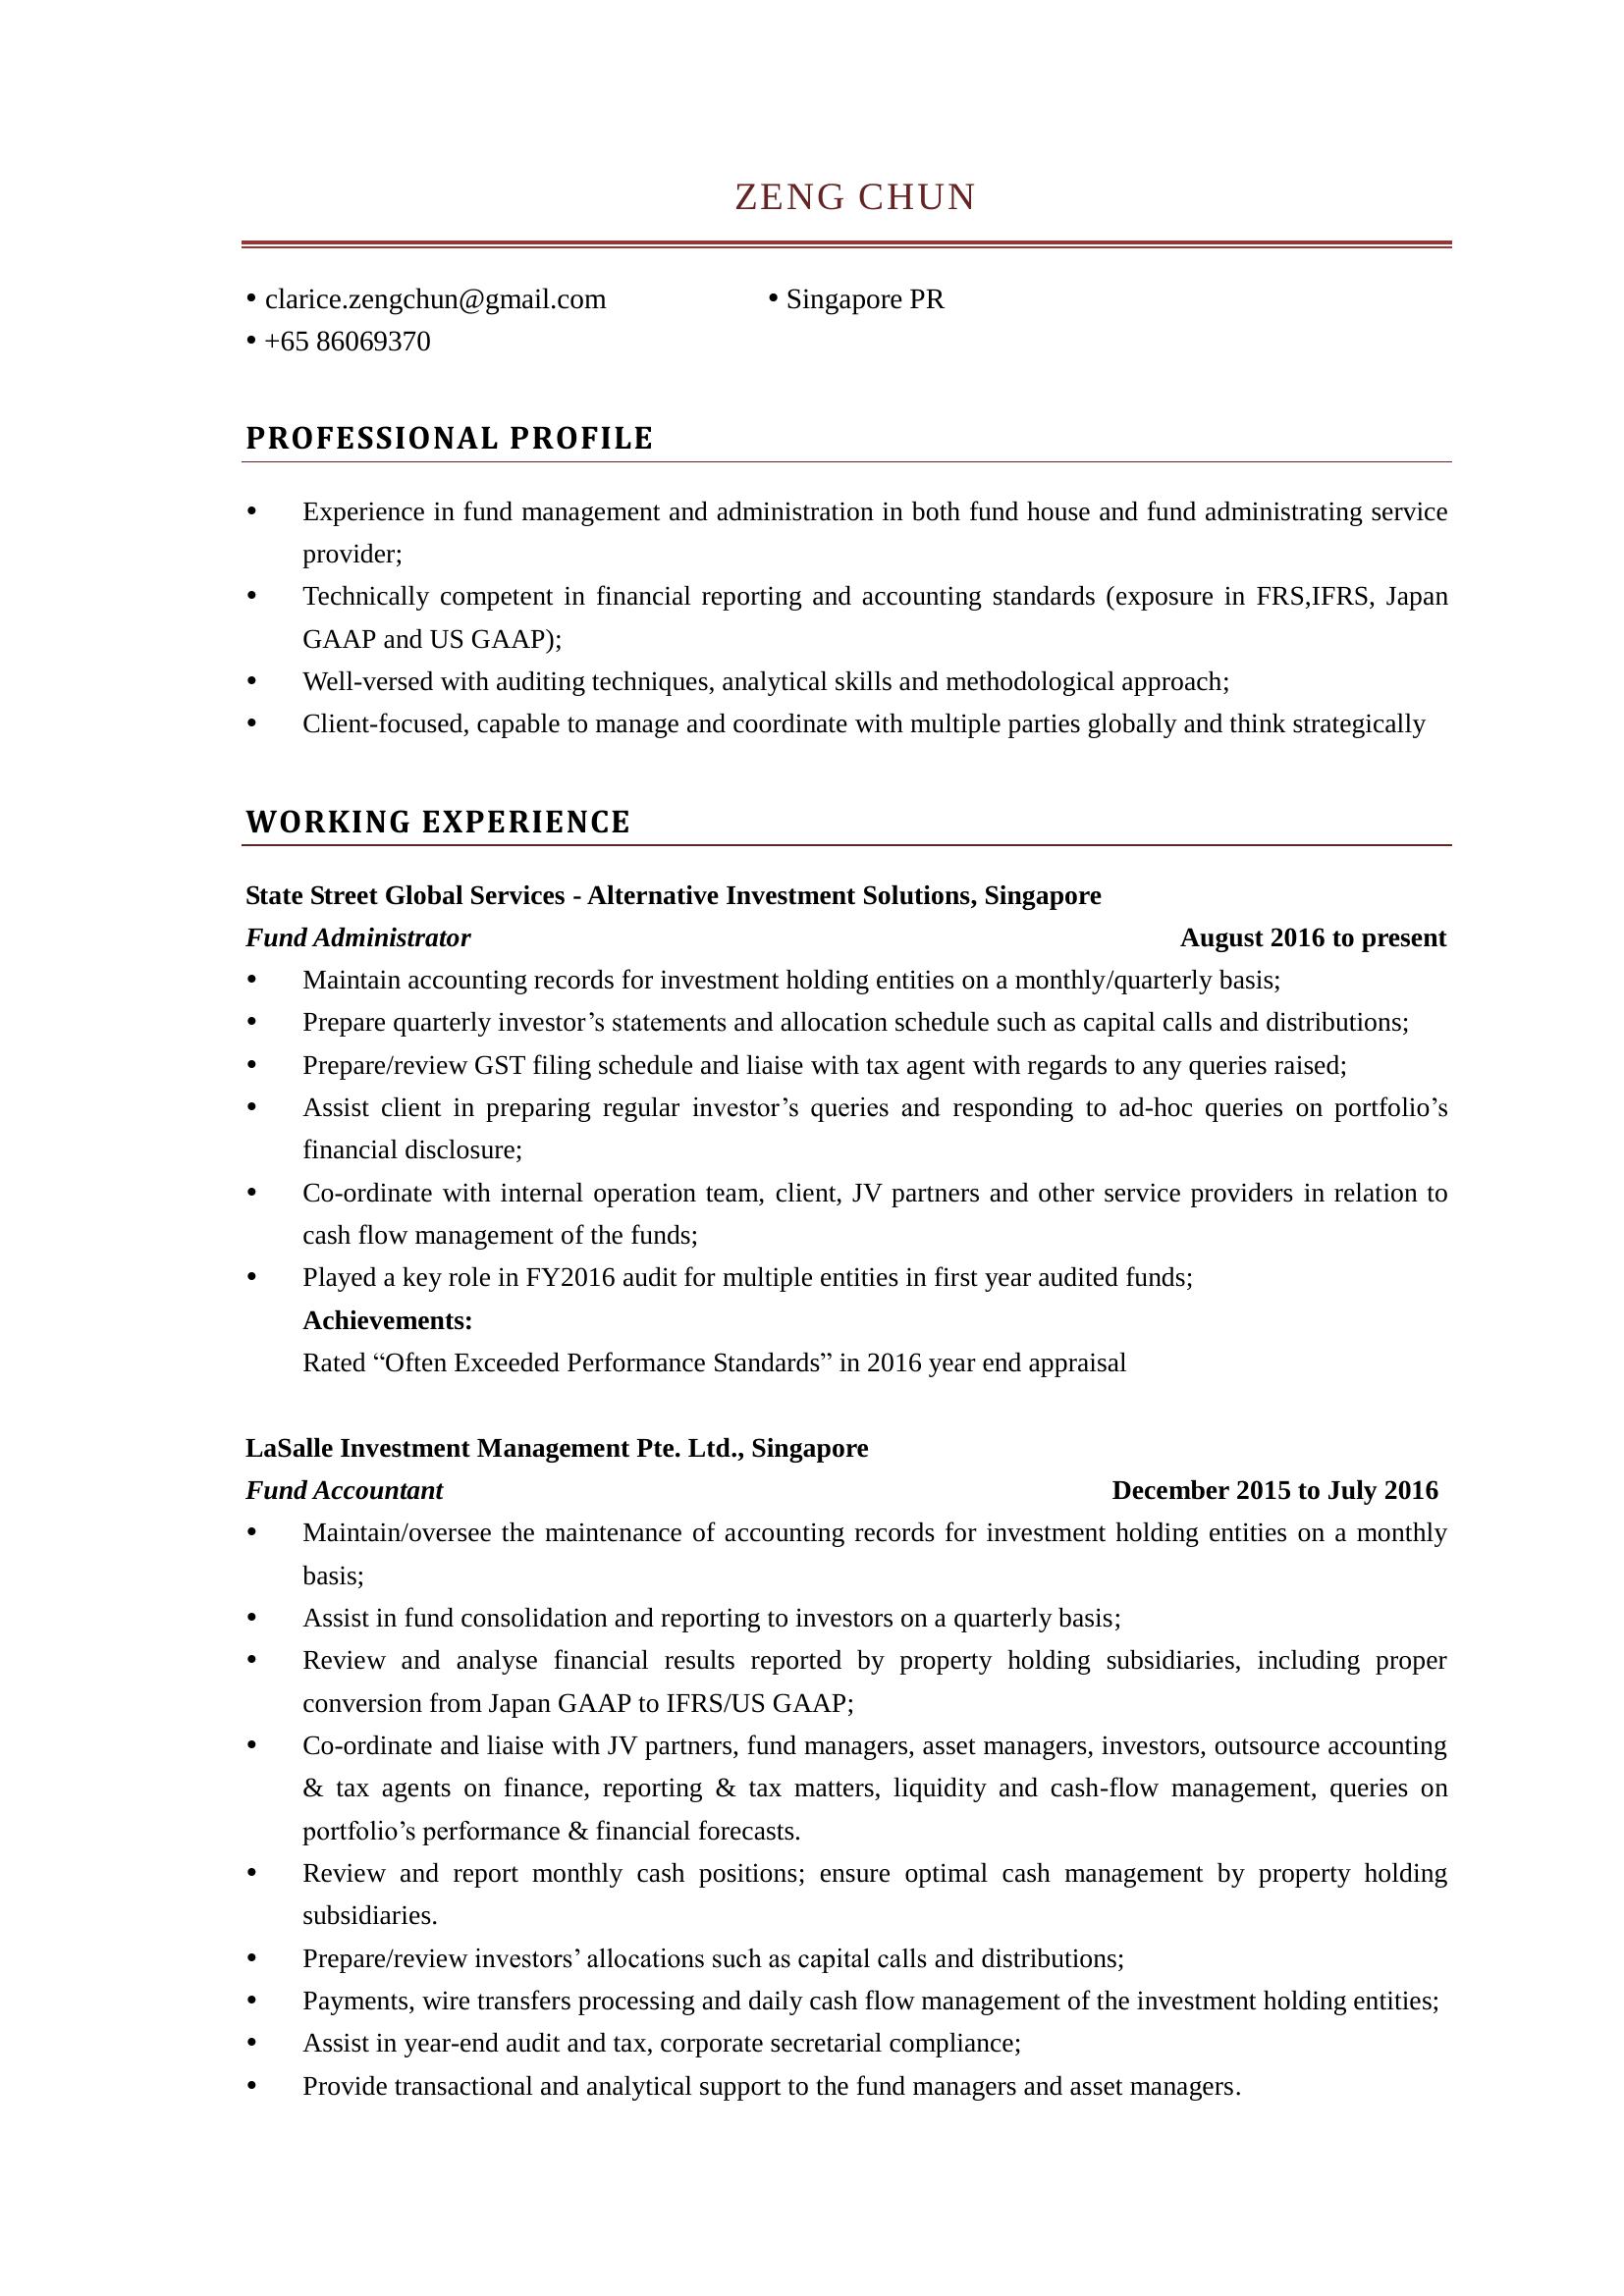 ZENG CHUN
• clarice.zengchun@gmail.com • Singapore PR
• +65 86069370
PROFESSIONAL PROFILE
• Experience in fund management and administration in both fund house and fund administrating service
provider;
• Technically competent in financial reporting and accounting standards (exposure in FRS,IFRS, Japan
GAAP and US GAAP);
• Well-versed with auditing techniques, analytical skills and methodological approach;
• Client-focused, capable to manage and coordinate with multiple parties globally and think strategically
WORKING EXPERIENCE
State Street Global Services - Alternative Investment Solutions, Singapore
Fund Administrator August 2016 to present
• Maintain accounting records for investment holding entities on a monthly/quarterly basis;
• Prepare quarterly investor’s statements and allocation schedule such as capital calls and distributions;
• Prepare/review GST filing schedule and liaise with tax agent with regards to any queries raised;
• Assist client in preparing regular investor’s queries and responding to ad-hoc queries on portfolio’s
financial disclosure;
• Co-ordinate with internal operation team, client, JV partners and other service providers in relation to
cash flow management of the funds;
• Played a key role in FY2016 audit for multiple entities in first year audited funds;
Achievements:
Rated “Often Exceeded Performance Standards” in 2016 year end appraisal
LaSalle Investment Management Pte. Ltd., Singapore
Fund Accountant December 2015 to July 2016
• Maintain/oversee the maintenance of accounting records for investment holding entities on a monthly
basis;
• Assist in fund consolidation and reporting to investors on a quarterly basis;
• Review and analyse financial results reported by property holding subsidiaries, including proper
conversion from Japan GAAP to IFRS/US GAAP;
• Co-ordinate and liaise with JV partners, fund managers, asset managers, investors, outsource accounting
& tax agents on finance, reporting & tax matters, liquidity and cash-flow management, queries on
portfolio’s performance & financial forecasts.
• Review and report monthly cash positions; ensure optimal cash management by property holding
subsidiaries.
• Prepare/review investors’ allocations such as capital calls and distributions;
• Payments, wire transfers processing and daily cash flow management of the investment holding entities;
• Assist in year-end audit and tax, corporate secretarial compliance;
• Provide transactional and analytical support to the fund managers and asset managers.